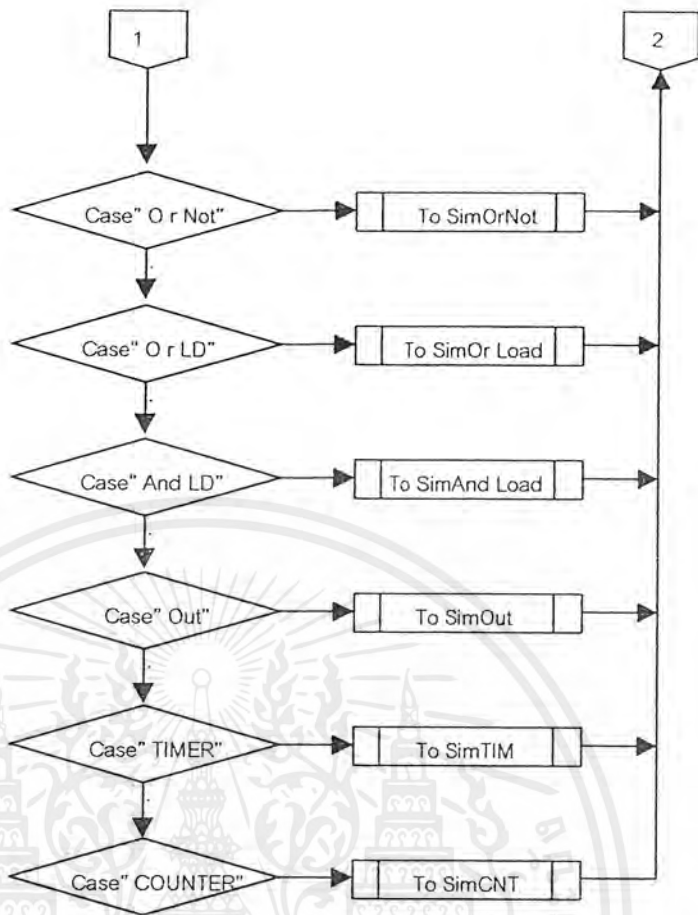 1
2
Case" O r Not"
To SimOrNot
Case" O r LD"
To SimOr Load
Case" And LD"
To SimAnd Load
Case" Out"
To SimOut
Case" TIMER"
To SimTIM
Case" COUNTER"
To SimCNT